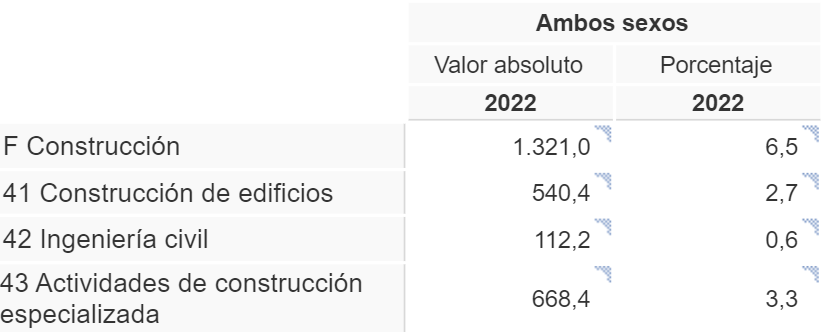 Ambos sexos
Valor absoluto Porcentaje
2022 2022
F Construcción 1.321,0 6,5
41 Construcción de edificios 540,4 2,7
42 Ingeniería civil 112,2 0,6
43 Actividades de construcción
especializada 668,4 3,3